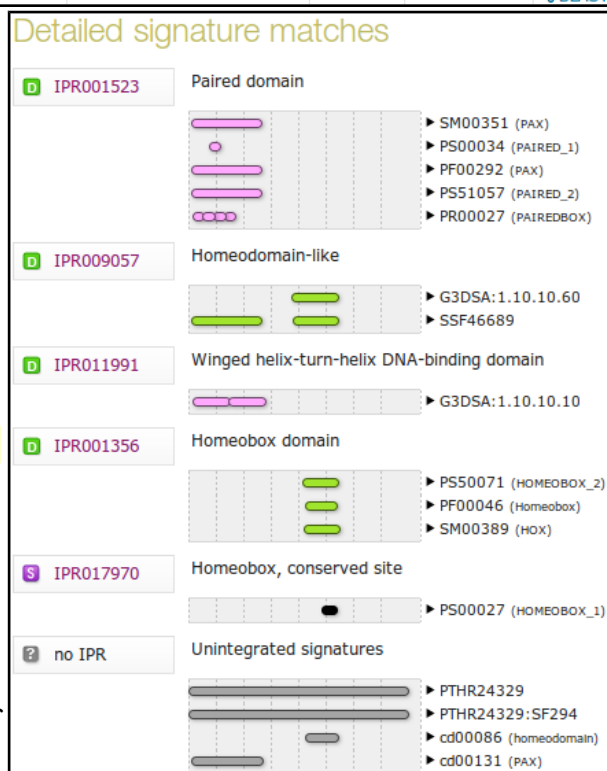 Detailed signature matches
D IPR001523 Paired domain
SM00351 (PAX)
PS00034 (PAIRED_1)
PF00292 (PAX)
PS51057 (PAIRED_2)
PR00027 (PAIREDBOX)
D IPR009057 Homeodomain-like
G3DSA:1.10.10.60
SSF46689
D IPR011991 Winged helix-turn-helix DNA-binding domain
G3DSA:1.10.10.10
D IPR001356 Homeobox domain
PS50071 (HOMEOBOX_2)
PF00046 (Homeobox)
SM00389 (HOX)
S IPR017970 Homeobox, conserved site
PS00027 (HOMEOBOX_1)
? no IPR Unintegrated signatures
PTHR24329
PTHR24329:SF294
cd00086 (homeodomain)
cd00131 (PAX)